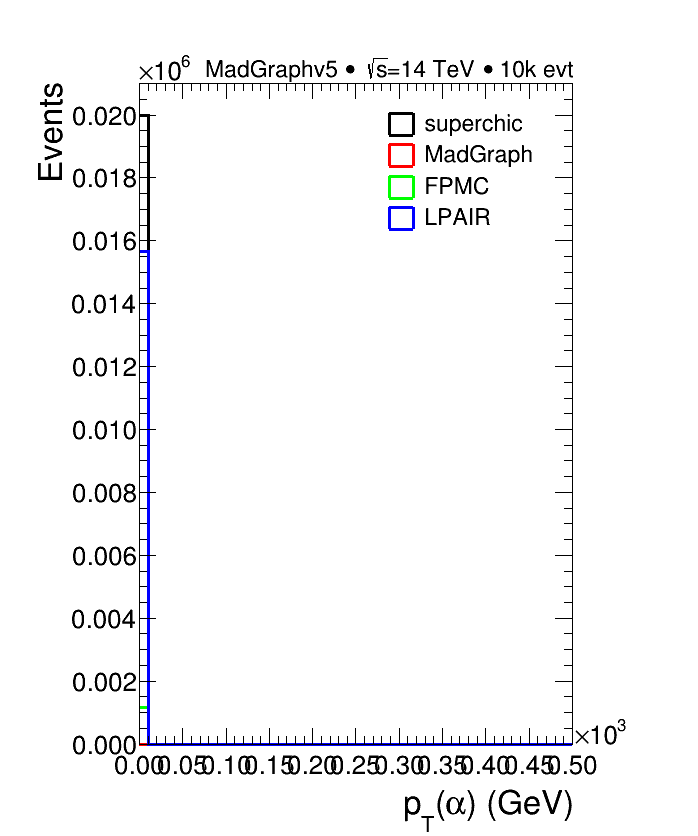 ×10⁶ MadGraphv5 • √s=14 TeV • 10k evt
Events
superchic
MadGraph
FPMC
LPAIR
0.020
0.018
0.016
0.014
0.012
0.010
0.008
0.006
0.004
0.002
0.000
0.00 0.05 0.10 0.15 0.20 0.25 0.30 0.35 0.40 0.45 0.50
×10³
p_T(α) (GeV)